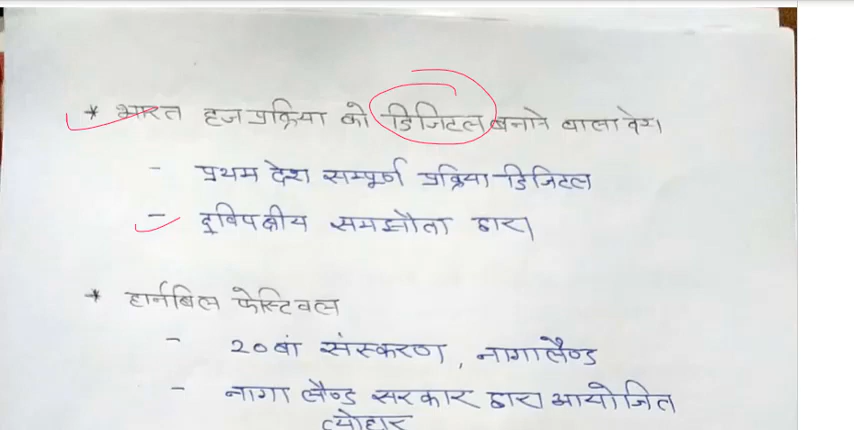 * भारत हज प्रक्रिया को डिजिटल बनाने वाला देश
- प्रथम देश सम्पूर्ण प्रक्रिया डिजिटल
- द्विपक्षीय समझौता द्वारा
* हार्नबिल फेस्टिवल
- 20वां संस्करण, नागालैण्ड
- नागा लैण्ड सरकार द्वारा आयोजित
त्योहार